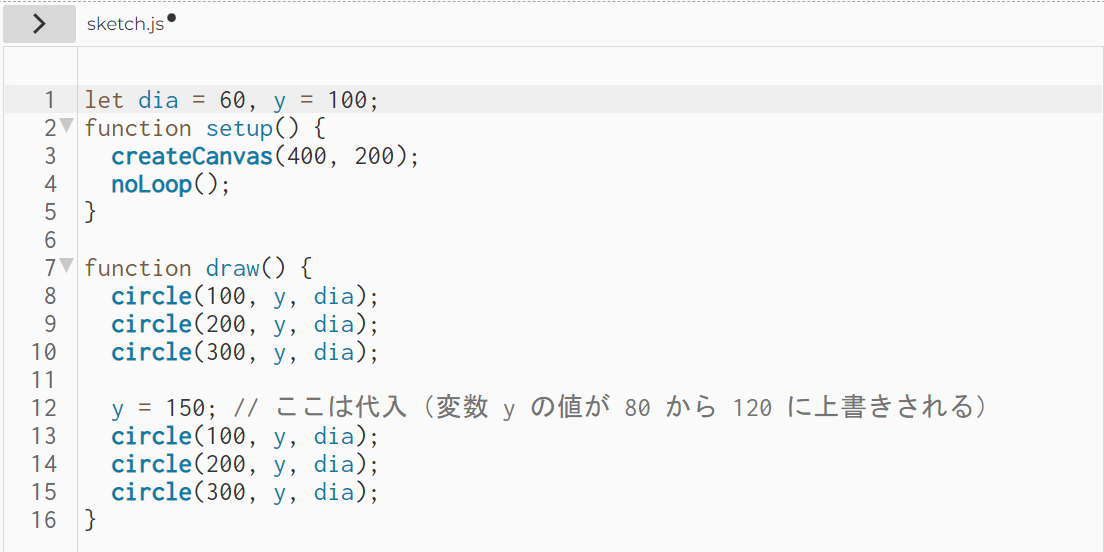 sketch.js●
1 let dia = 60, y = 100;
2 function setup() {
3   createCanvas(400, 200);
4   noLoop();
5 }
6
7 function draw() {
8   circle(100, y, dia);
9   circle(200, y, dia);
10   circle(300, y, dia);
11
12   y = 150; // ここは代入（変数 y の値が 80 から 120 に上書きされる）
13   circle(100, y, dia);
14   circle(200, y, dia);
15   circle(300, y, dia);
16 }